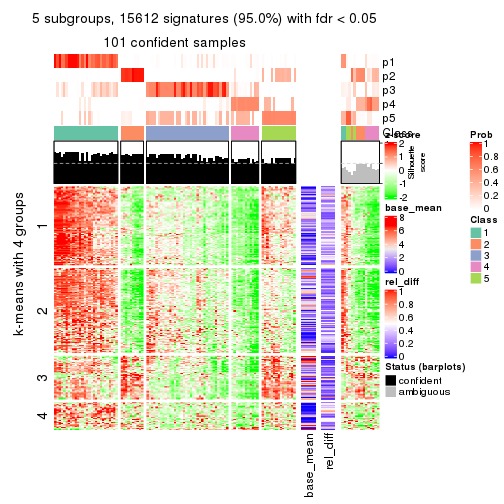 5 subgroups, 15612 signatures (95.0%) with fdr < 0.05
101 confident samples
p1
p2
p3
p4
p5
Class
Silhouette
score
k-means with 4 groups
1
2
3
4
base_mean
rel_diff
z-score
2
1
0
-1
-2
base_mean
8
6
4
2
0
rel_diff
1
0.8
0.6
0.4
0.2
0
Status (barplots)
confident
ambiguous
Prob
1
0.8
0.6
0.4
0.2
0
Class
1
2
3
4
5